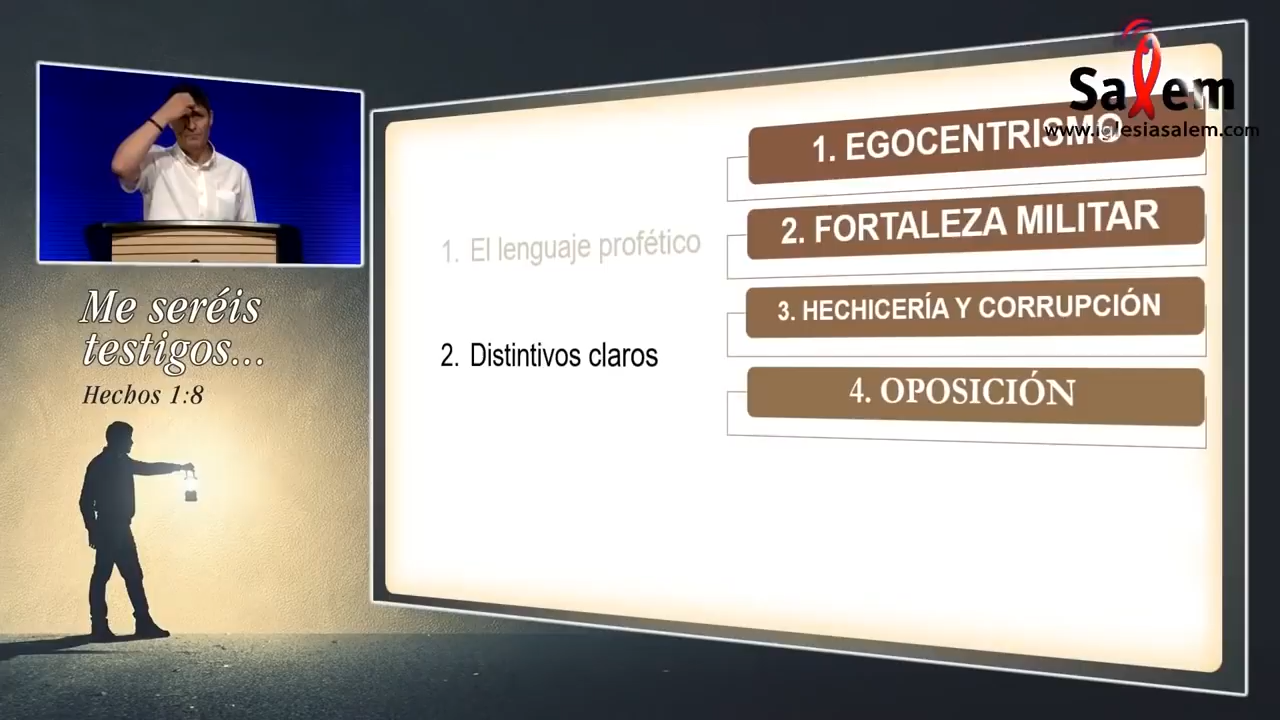 Salem
www.iglesiasalem.com
Me seréis
testigos...
Hechos 1:8
1. El lenguaje profético
2. Distintivos claros
1. EGOCENTRISMO
2. FORTALEZA MILITAR
3. HECHICERÍA Y CORRUPCIÓN
4. OPOSICIÓN